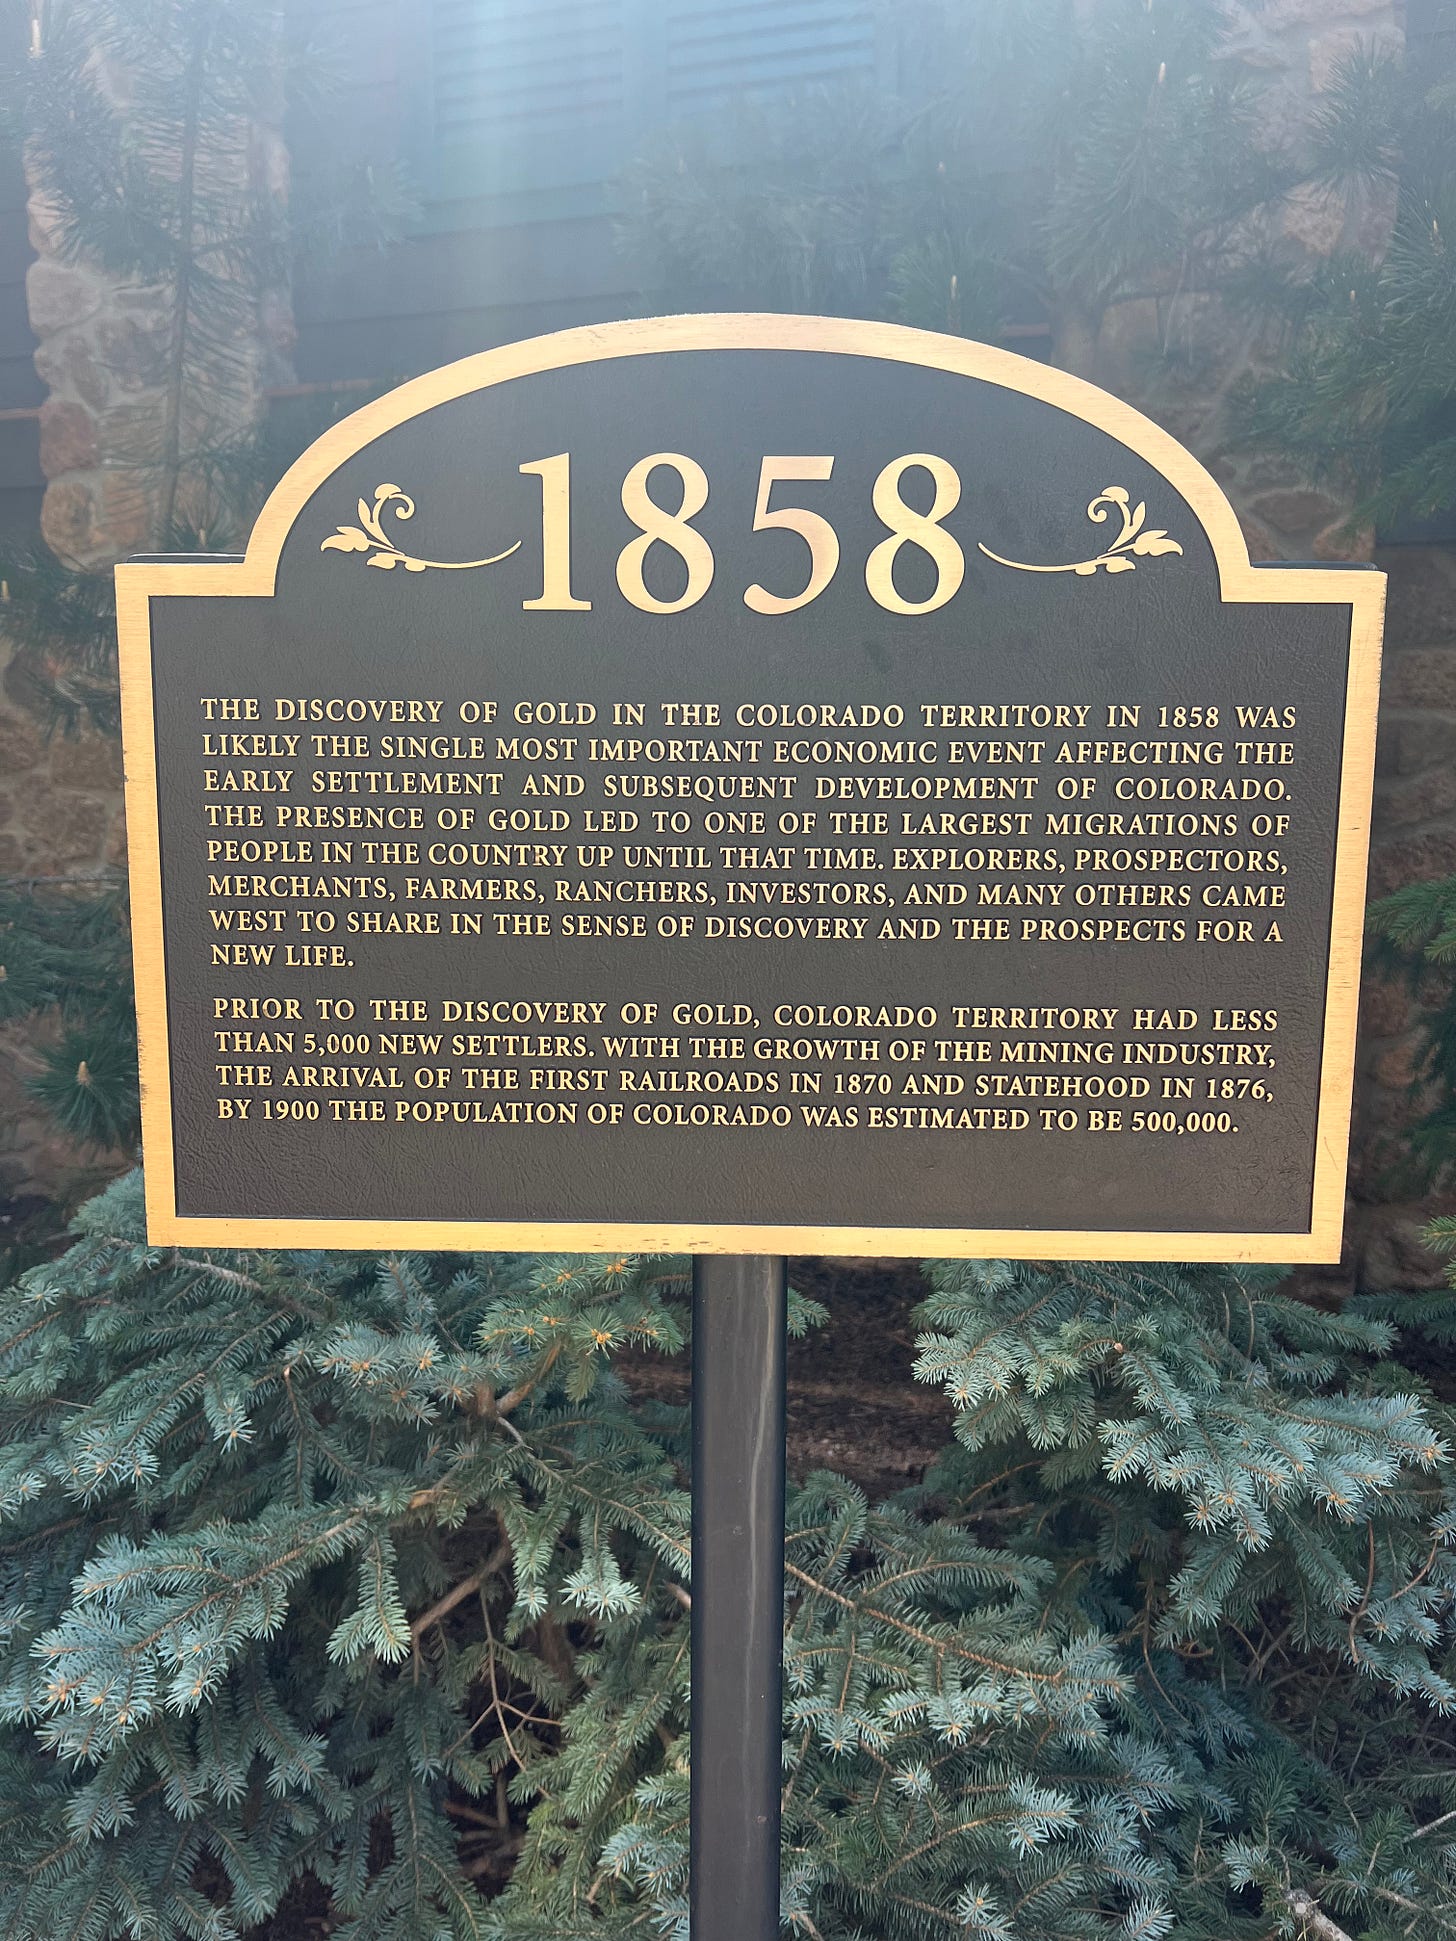 1858
THE DISCOVERY OF GOLD IN THE COLORADO TERRITORY IN 1858 WAS
LIKELY THE SINGLE MOST IMPORTANT ECONOMIC EVENT AFFECTING THE
EARLY SETTLEMENT AND SUBSEQUENT DEVELOPMENT OF COLORADO.
THE PRESENCE OF GOLD LED TO ONE OF THE LARGEST MIGRATIONS OF
PEOPLE IN THE COUNTRY UP UNTIL THAT TIME. EXPLORERS, PROSPECTORS,
MERCHANTS, FARMERS, RANCHERS, INVESTORS, AND MANY OTHERS CAME
WEST TO SHARE IN THE SENSE OF DISCOVERY AND THE PROSPECTS FOR A
NEW LIFE.
PRIOR TO THE DISCOVERY OF GOLD, COLORADO TERRITORY HAD LESS
THAN 5,000 NEW SETTLERS. WITH THE GROWTH OF THE MINING INDUSTRY,
THE ARRIVAL OF THE FIRST RAILROADS IN 1870 AND STATEHOOD IN 1876,
BY 1900 THE POPULATION OF COLORADO WAS ESTIMATED TO BE 500,000.